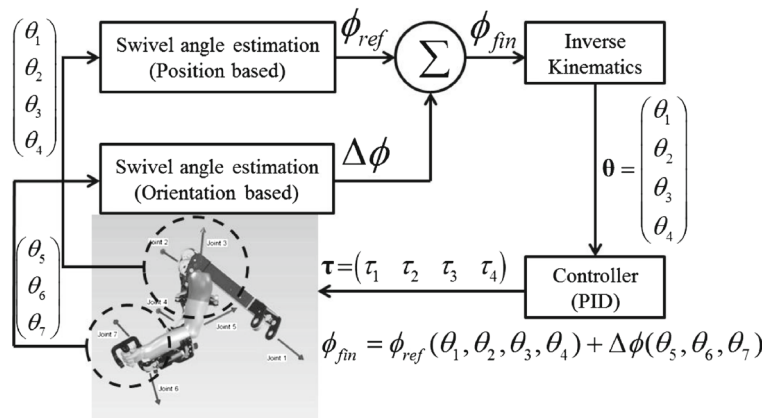 (θ1 θ2 θ3 θ4)
Swivel angle estimation
(Position based)
ϕref
Σ
ϕfin
Inverse
Kinematics
Swivel angle estimation
(Orientation based)
Δϕ
θ = (θ1 θ2 θ3 θ4)
(θ5 θ6 θ7)
Joint 2
Joint 3
Joint 4
Joint 5
Joint 7
Joint 1
Joint 6
τ=(τ1 τ2 τ3 τ4)
Controller
(PID)
ϕfin = ϕref(θ1,θ2,θ3,θ4)+Δϕ(θ5,θ6,θ7)